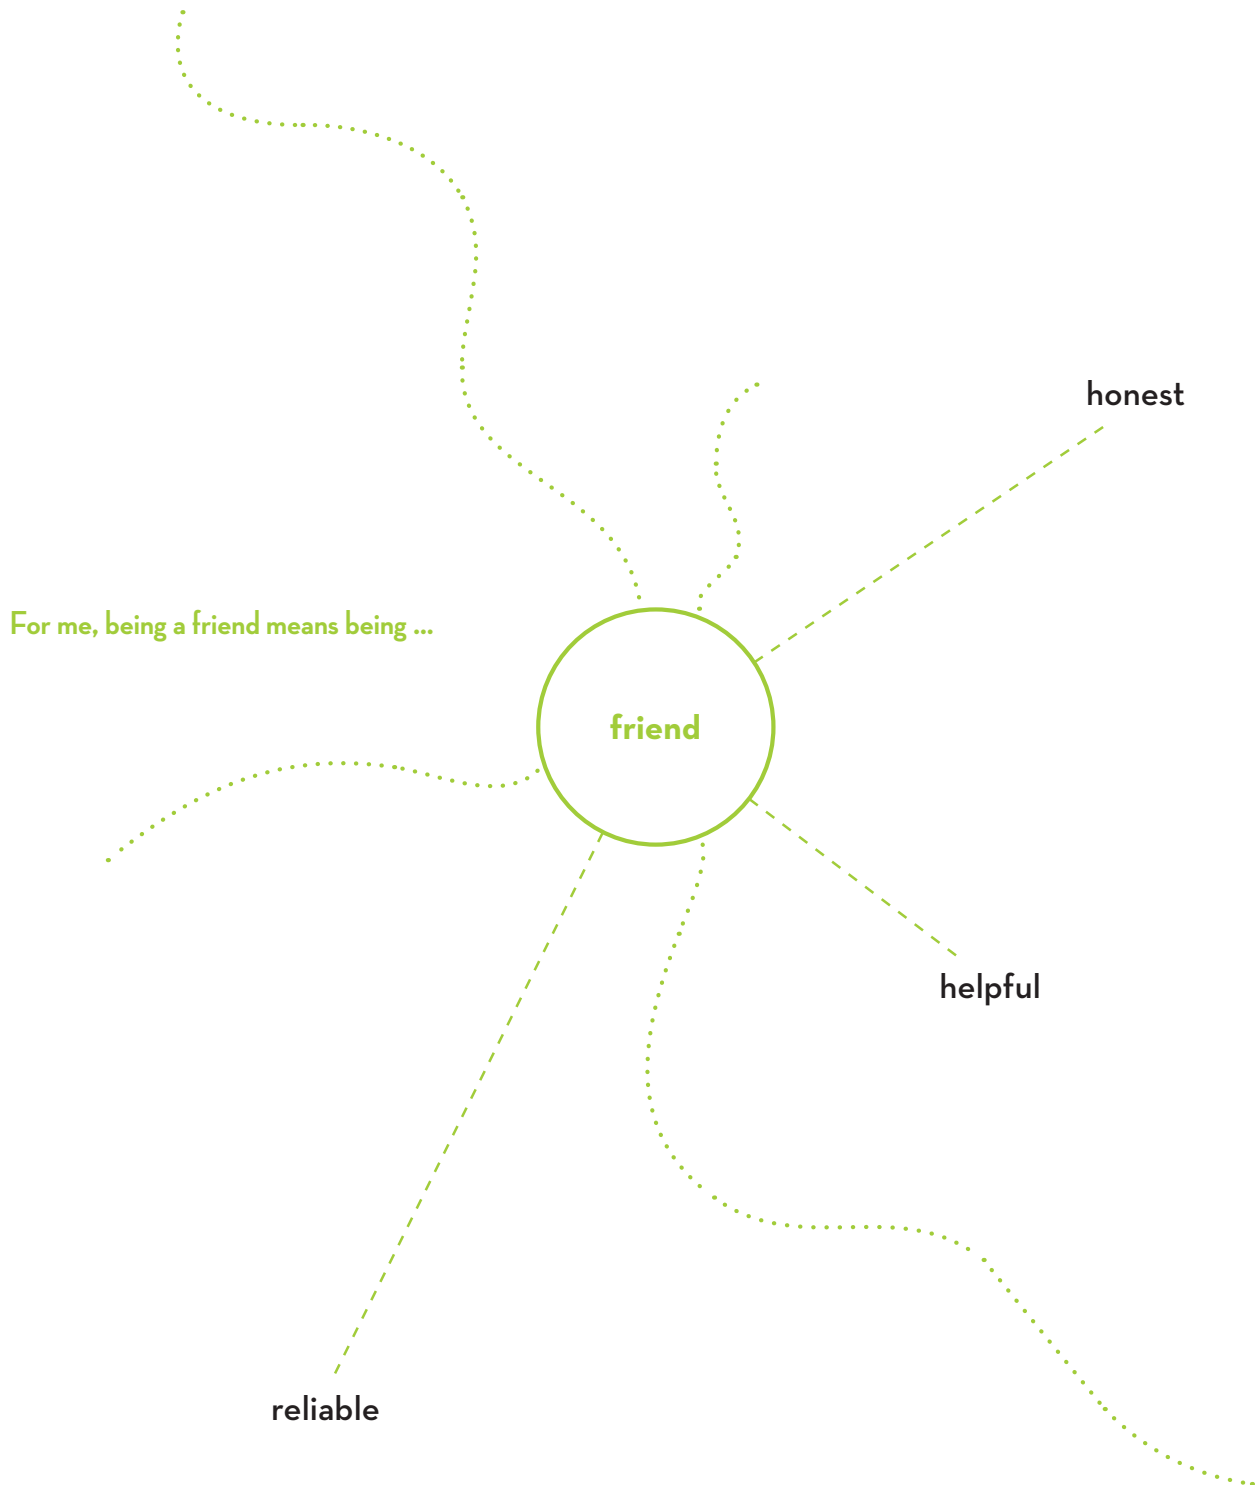 honest
For me, being a friend means being ...
friend
helpful
reliable